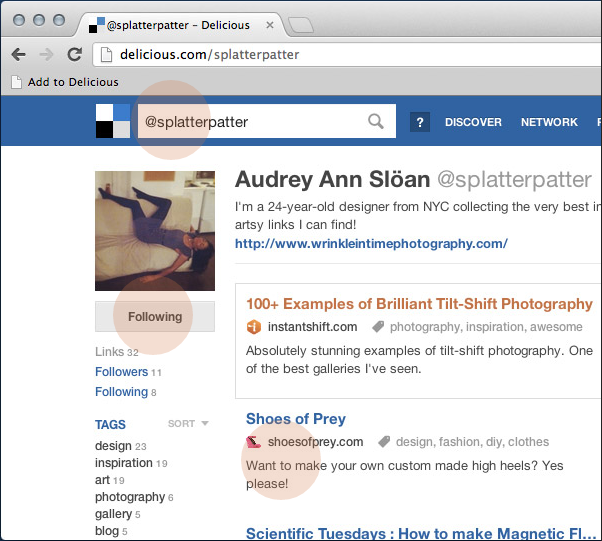 @splatterpatter – Delicious
delicious.com/splatterpatter
Add to Delicious
@splatterpatter
?
DISCOVER
NETWORK
Audrey Ann Slöan @splatterpatter
I'm a 24-year-old designer from NYC collecting the very best in
artsy links I can find!
http://www.wrinkleintimephotography.com/
Following
Links 32
Followers 11
Following 8
TAGS SORT
design 23
inspiration 19
art 19
photography 6
gallery 5
blog 5
100+ Examples of Brilliant Tilt-Shift Photography
instantshift.com photography, inspiration, awesome
Absolutely stunning examples of tilt-shift photography. One
of the best galleries I've seen.
Shoes of Prey
shoesofprey.com design, fashion, diy, clothes
Want to make your own custom made high heels? Yes
please!
Scientific Tuesdays : How to make Magnetic Fl...